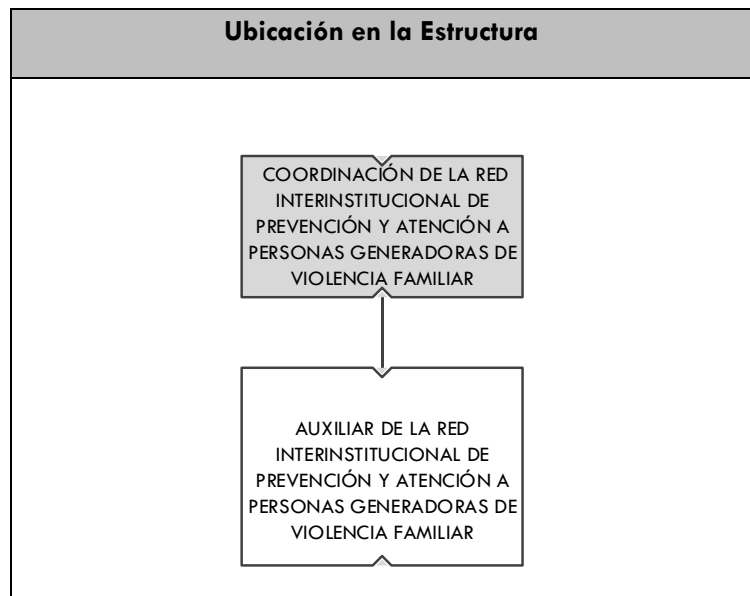 Ubicación en la Estructura
COORDINACIÓN DE LA RED
INTERINSTITUCIONAL DE
PREVENCIÓN Y ATENCIÓN A
PERSONAS GENERADORAS DE
VIOLENCIA FAMILIAR
AUXILIAR DE LA RED
INTERINSTITUCIONAL DE
PREVENCIÓN Y ATENCIÓN A
PERSONAS GENERADORAS DE
VIOLENCIA FAMILIAR